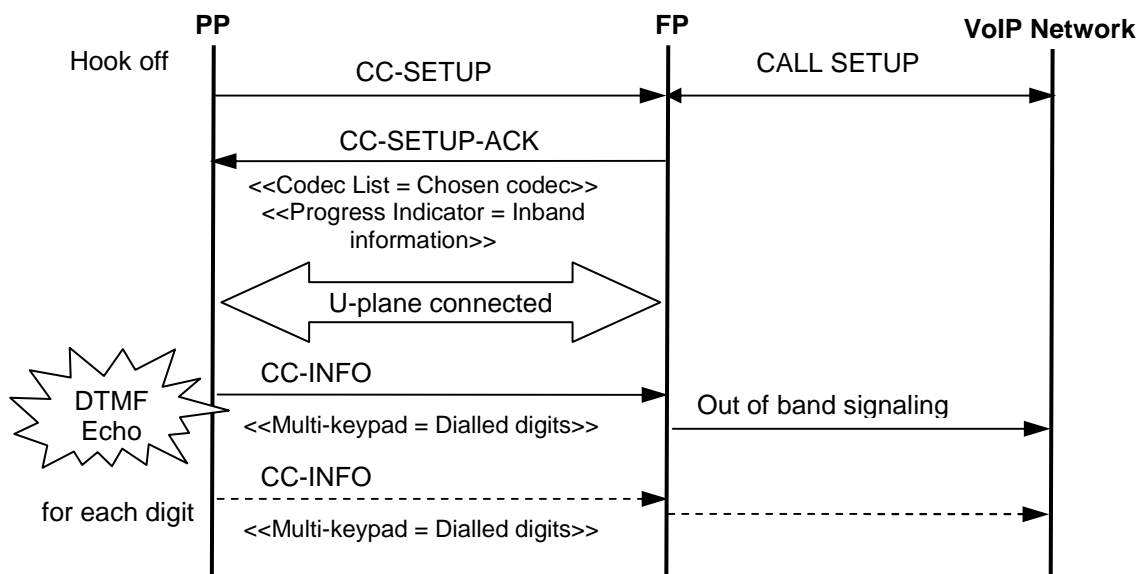 PP
FP
VoIP Network
Hook off
CC-SETUP
CALL SETUP
CC-SETUP-ACK
<<Codec List = Chosen codec>>
<<Progress Indicator = Inband
information>>
U-plane connected
DTMF
Echo
CC-INFO
<<Multi-keypad = Dialled digits>>
Out of band signaling
CC-INFO
for each digit
<<Multi-keypad = Dialled digits>>